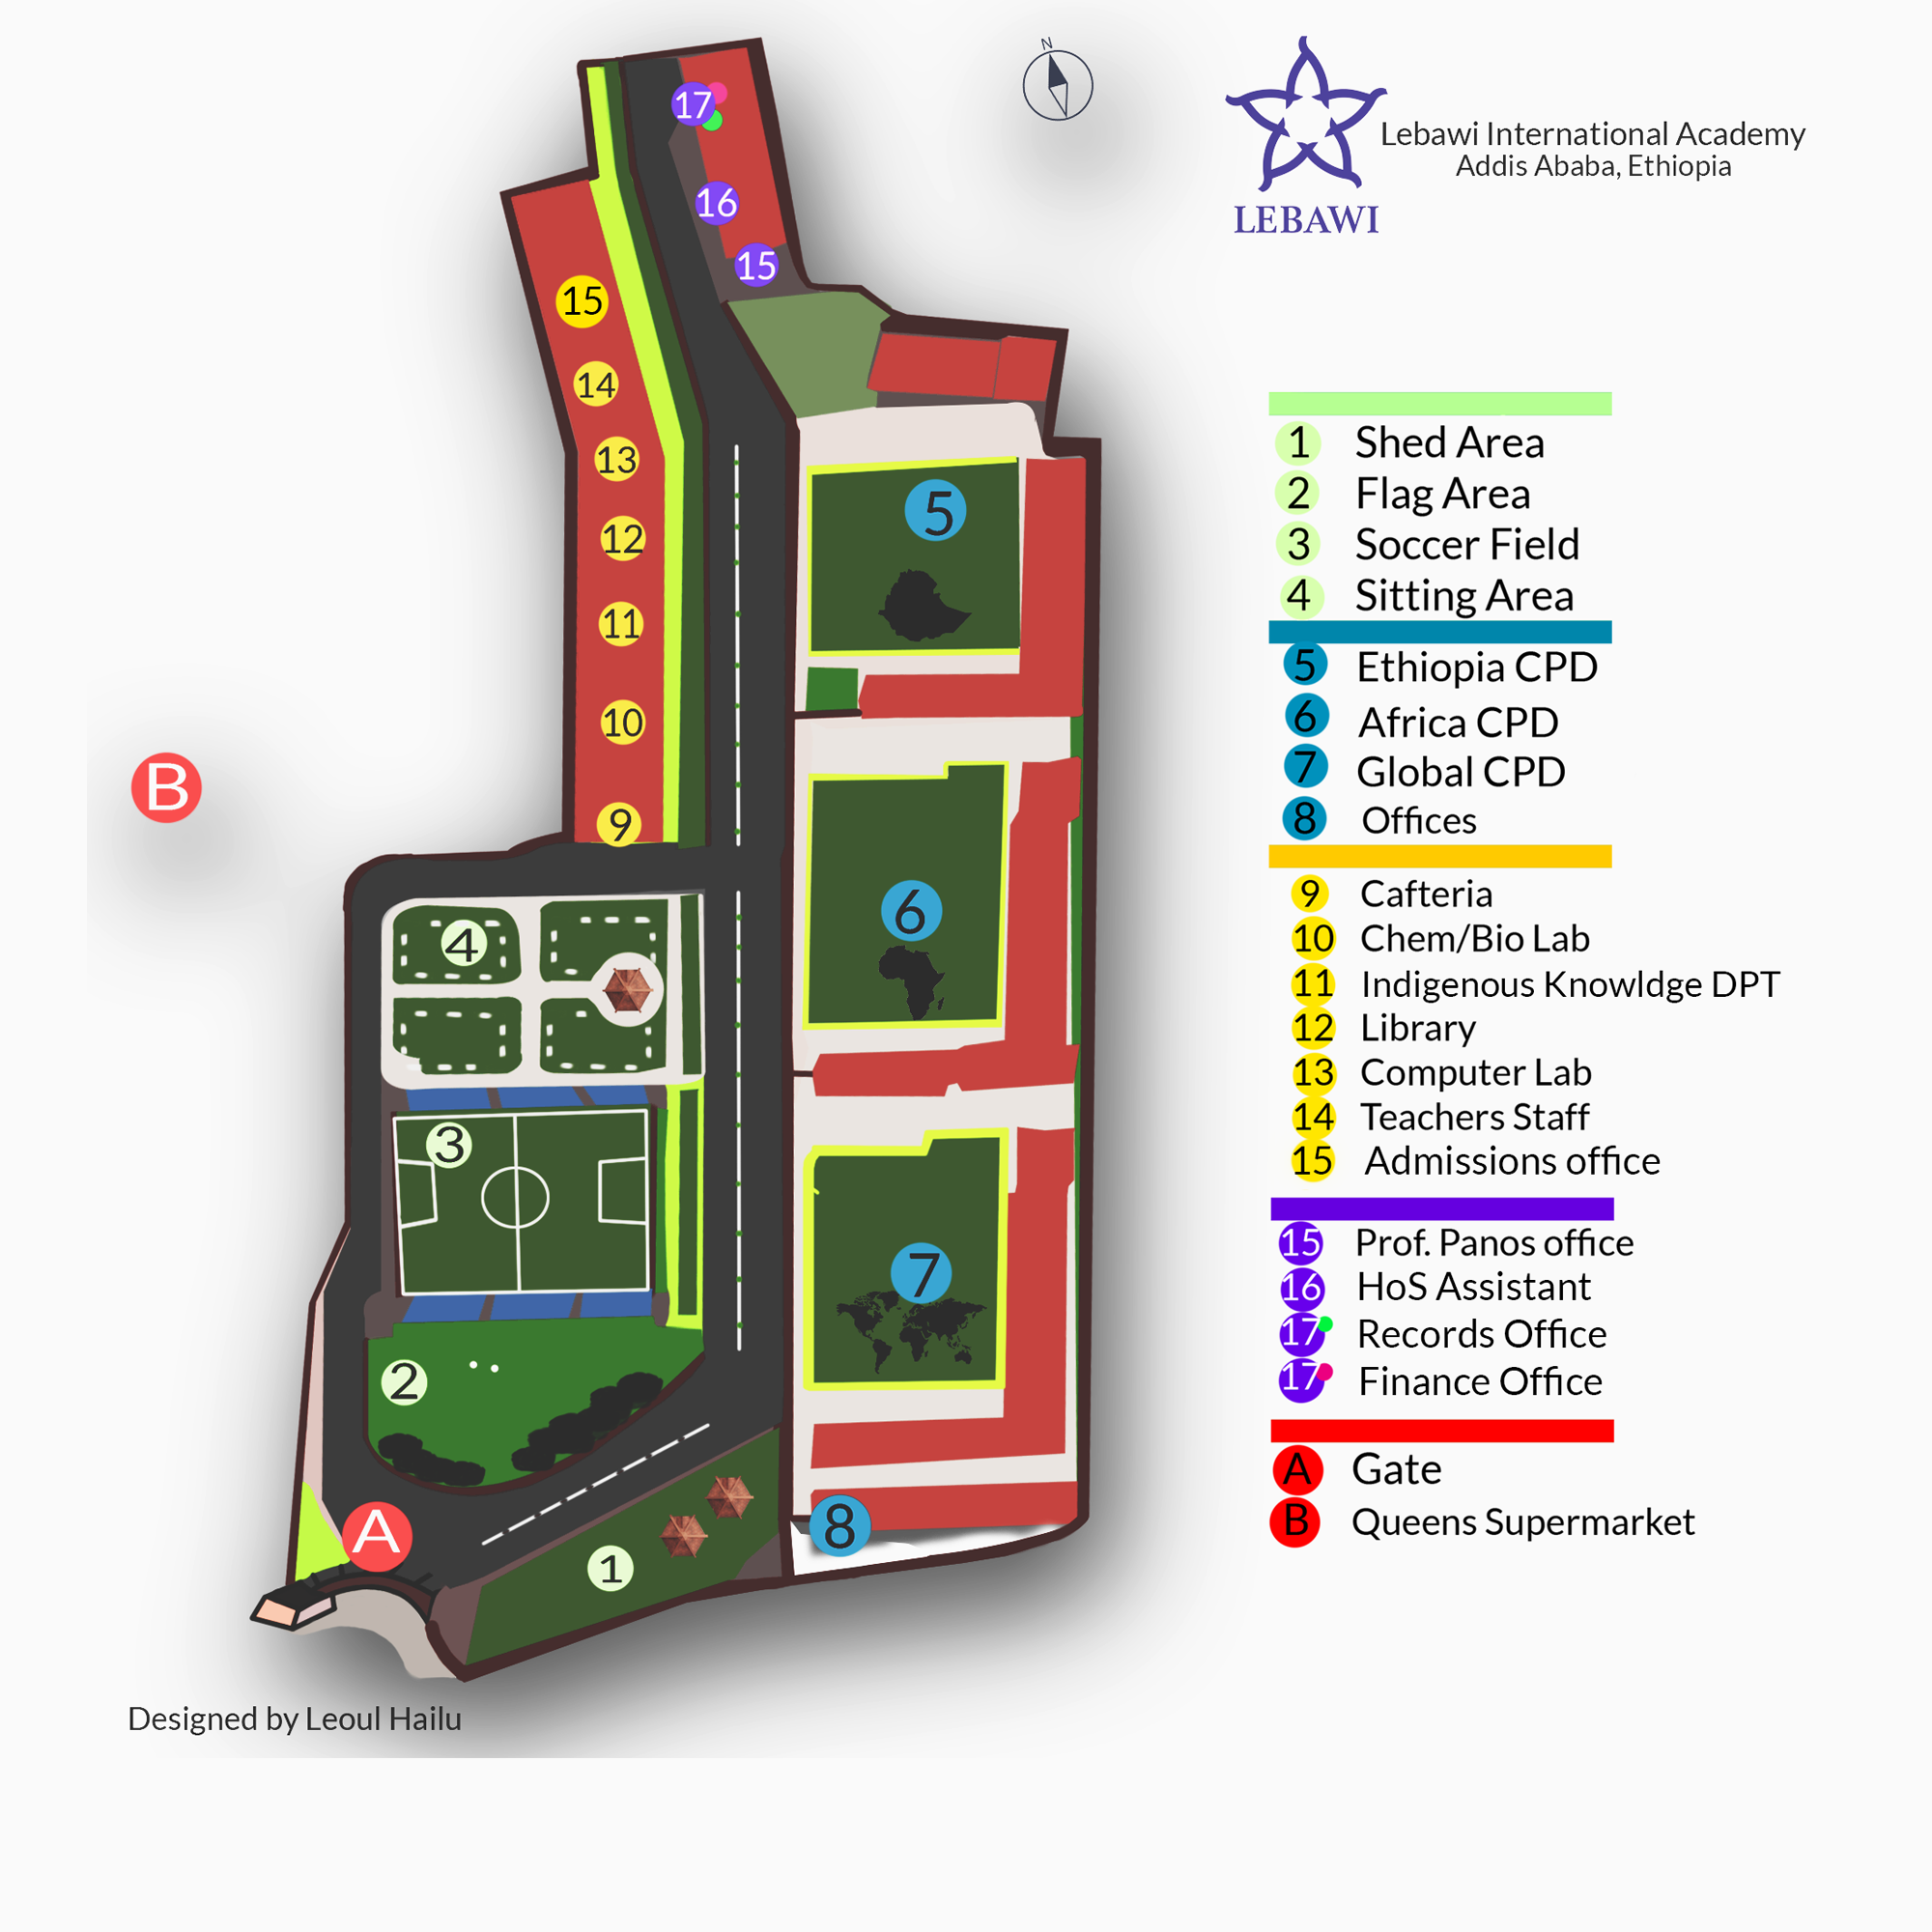 N
Lebawi International Academy
Addis Ababa, Ethiopia
LEBAWI
17
16
15
15
14
13
12
11
10
9
5
6
7
8
4
3
2
1
A
B
1 Shed Area
2 Flag Area
3 Soccer Field
4 Sitting Area
5 Ethiopia CPD
6 Africa CPD
7 Global CPD
8 Offices
9 Cafteria
10 Chem/Bio Lab
11 Indigenous Knowldge DPT
12 Library
13 Computer Lab
14 Teachers Staff
15 Admissions office
15 Prof. Panos office
16 HoS Assistant
17 Records Office
17 Finance Office
A Gate
B Queens Supermarket
Designed by Leoul Hailu